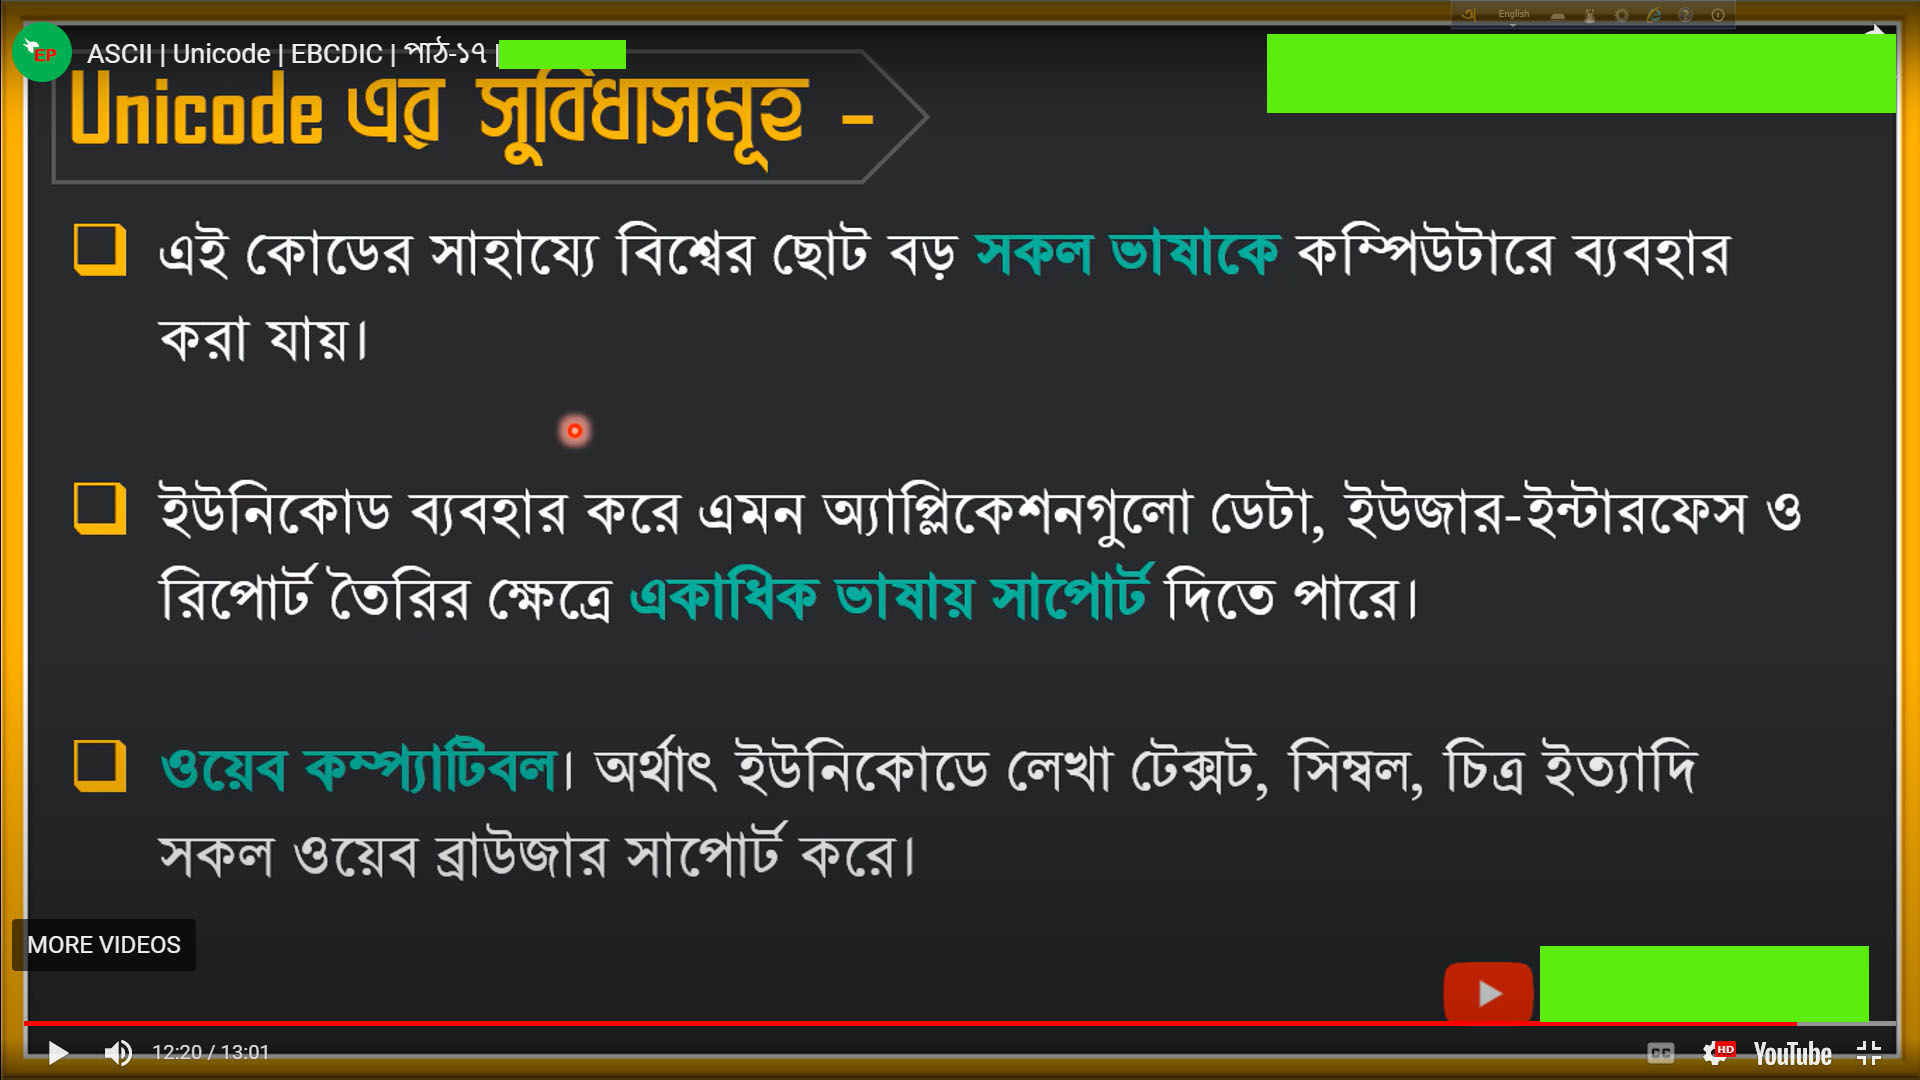 English
EP
ASCII | Unicode | EBCDIC | পাঠ-১৭ |
Unicode এর সুবিধাসমূহ -
এই কোডের সাহায্যে বিশ্বের ছোট বড় সকল ভাষাকে কম্পিউটারে ব্যবহার
করা যায়।
ইউনিকোড ব্যবহার করে এমন অ্যাপ্লিকেশনগুলো ডেটা, ইউজার-ইন্টারফেস ও
রিপোর্ট তৈরির ক্ষেত্রে একাধিক ভাষায় সাপোর্ট দিতে পারে।
ওয়েব কম্প্যাটিবল। অর্থাৎ ইউনিকোডে লেখা টেক্সট, সিম্বল, চিত্র ইত্যাদি
সকল ওয়েব ব্রাউজার সাপোর্ট করে।
MORE VIDEOS
12:20 / 13:01
CC
HD
YouTube